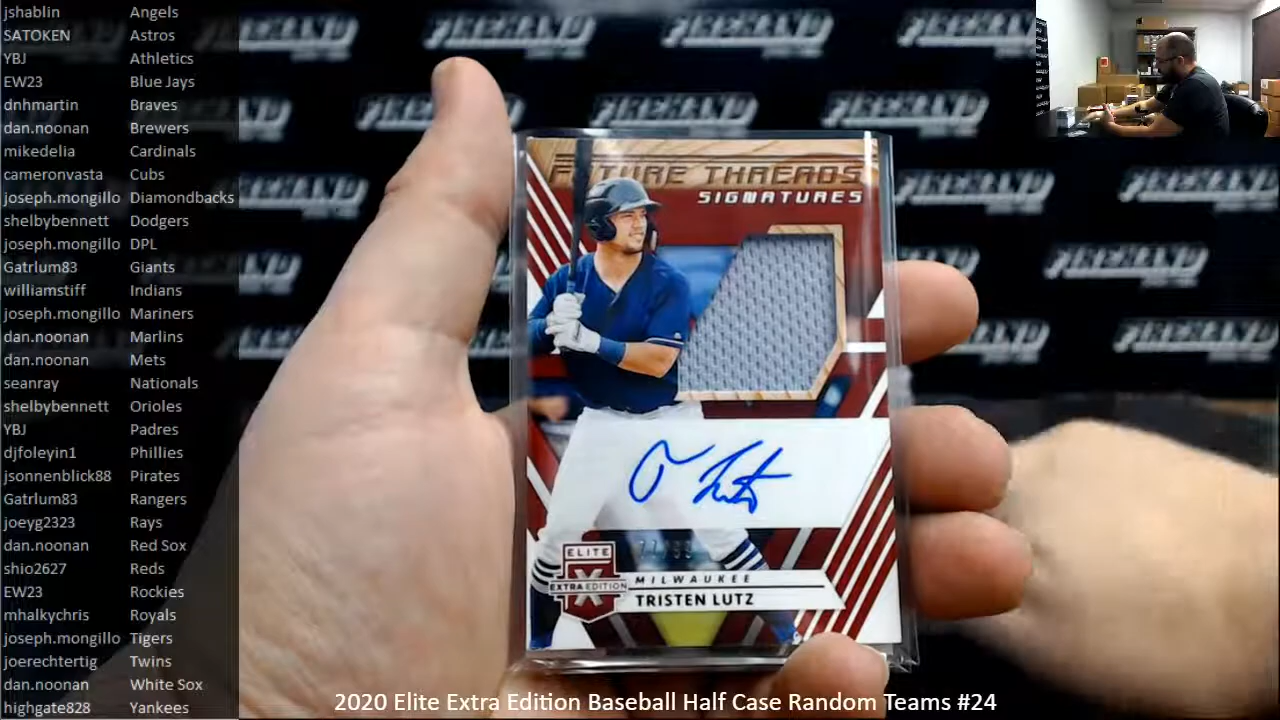 jshablin Angels
SATOKEN Astros
YBJ Athletics
EW23 Blue Jays
dnhmartin Braves
dan.noonan Brewers
mikedelia Cardinals
cameronvasta Cubs
joseph.mongillo Diamondbacks
shelbybennett Dodgers
joseph.mongillo DPL
Gatrlum83 Giants
williamstiff Indians
joseph.mongillo Mariners
dan.noonan Marlins
dan.noonan Mets
seanray Nationals
shelbybennett Orioles
YBJ Padres
djfoleyin1 Phillies
jsonnenblick88 Pirates
Gatrlum83 Rangers
joeyg2323 Rays
dan.noonan Red Sox
shio2627 Reds
EW23 Rockies
mhalkychris Royals
joseph.mongillo Tigers
joerechtertig Twins
dan.noonan White Sox
highgate828 Yankees
FUTURE THREADS
SIGNATURES
ELITE
EXTRA EDITION
X
MILWAUKEE
TRISTEN LUTZ
2020 Elite Extra Edition Baseball Half Case Random Teams #24